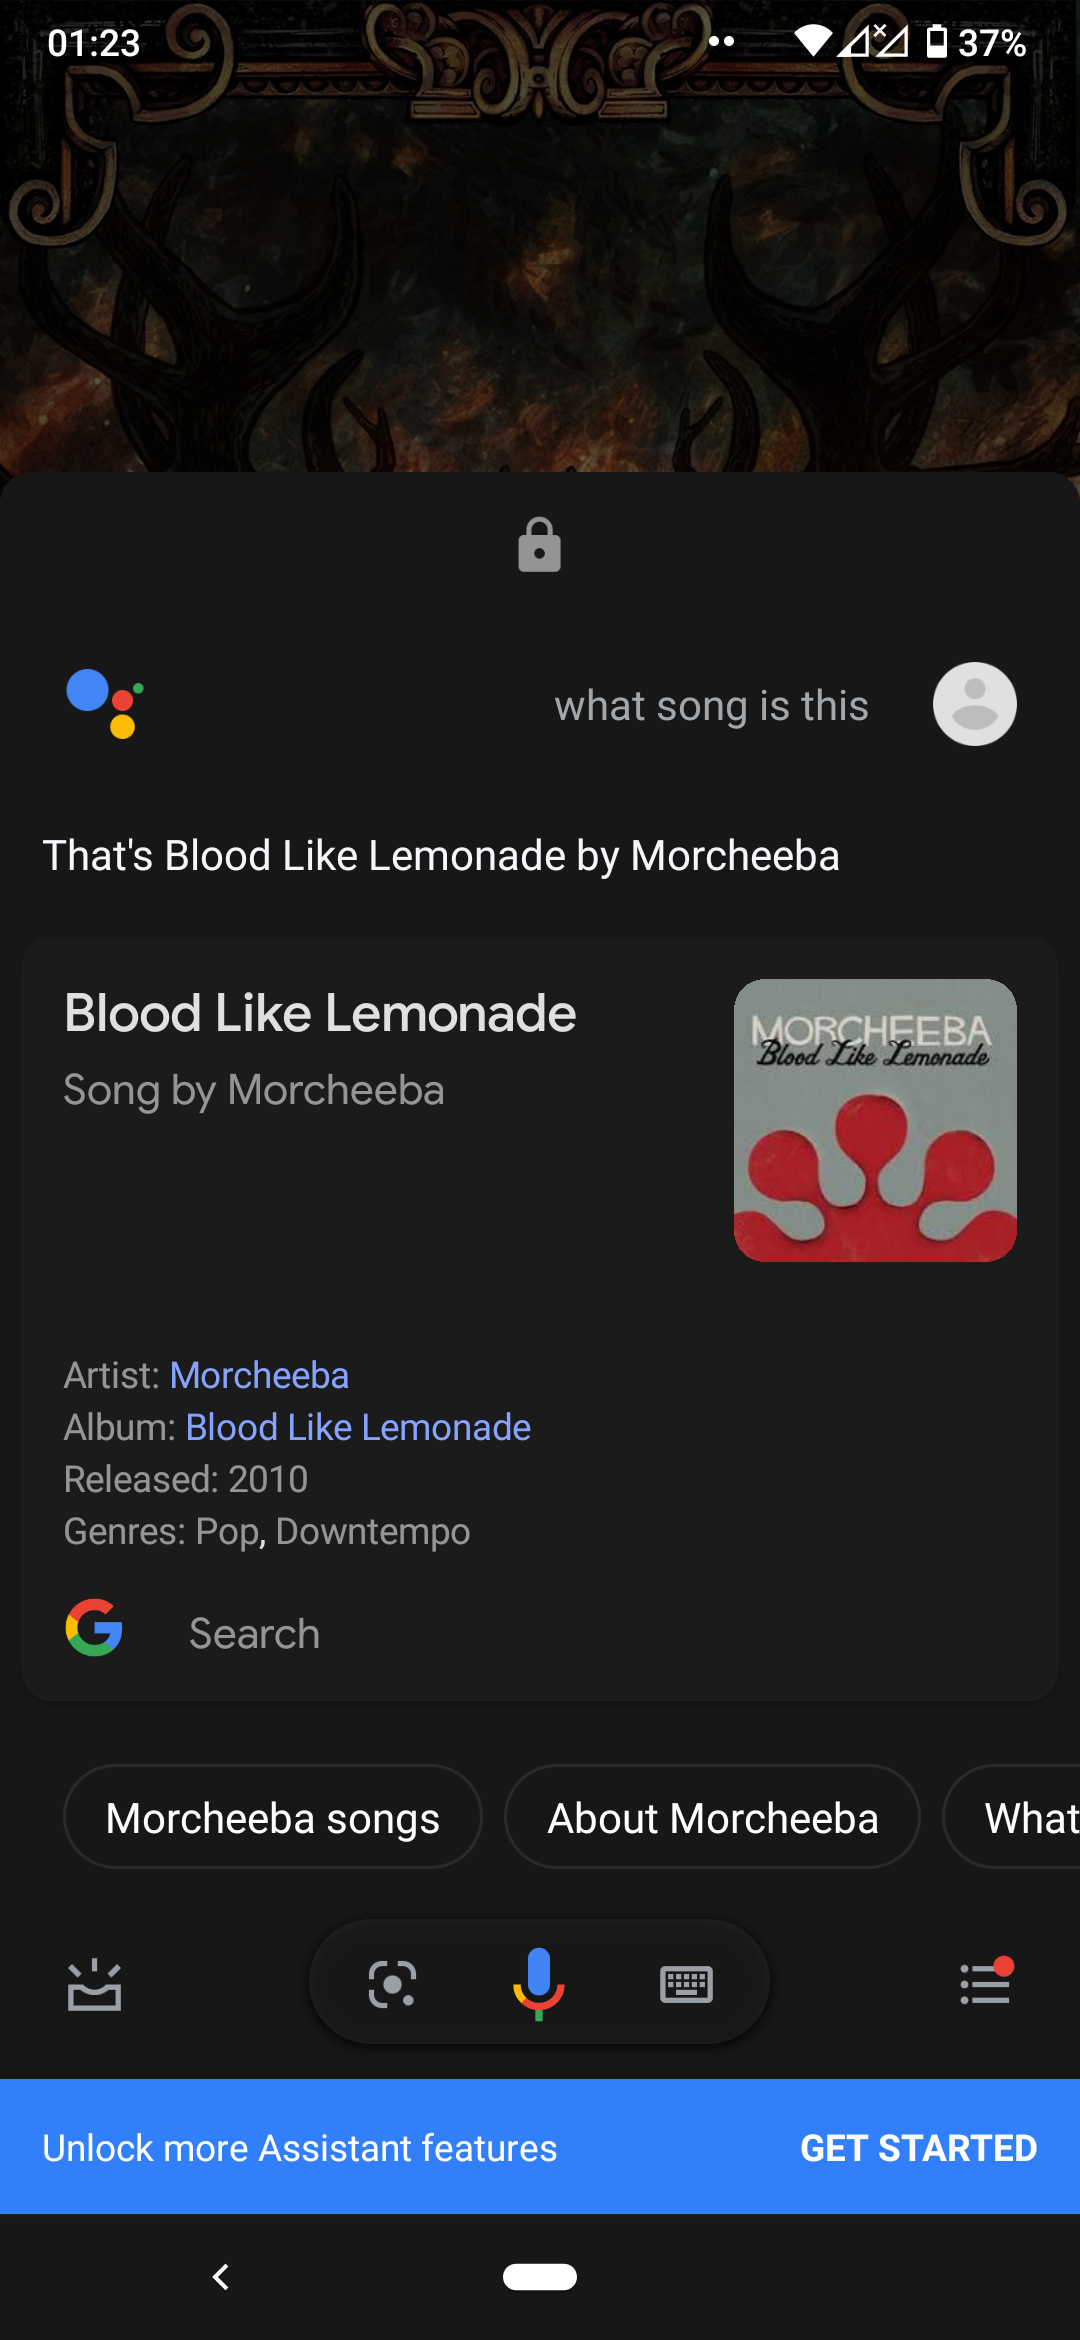 01:23
37%
what song is this
That's Blood Like Lemonade by Morcheeba
Blood Like Lemonade
Song by Morcheeba
MORCHEEBA
Blood Like Lemonade
Artist: Morcheeba
Album: Blood Like Lemonade
Released: 2010
Genres: Pop, Downtempo
Search
Morcheeba songs
About Morcheeba
What
Unlock more Assistant features
GET STARTED